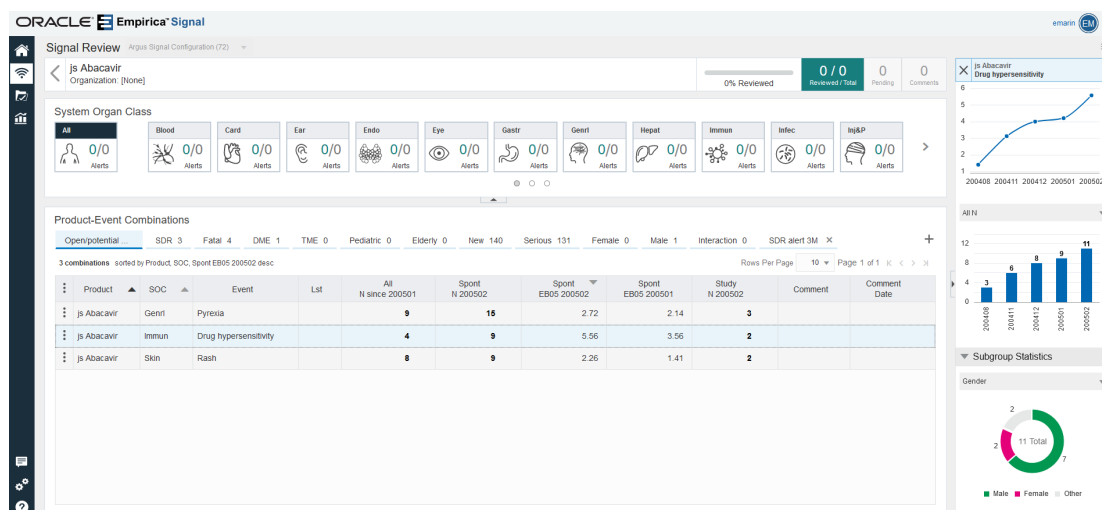 ORACLE Empirica Signal
emarin EM
Signal Review Argus Signal Configuration (72)
js Abacavir
Organization: [None]
0% Reviewed
0 / 0
Reviewed / Total
0
Pending
0
Comments
System Organ Class
All 0/0 Alerts
Blood 0/0 Alerts
Card 0/0 Alerts
Ear 0/0 Alerts
Endo 0/0 Alerts
Eye 0/0 Alerts
Gastr 0/0 Alerts
Genrl 0/0 Alerts
Hepat 0/0 Alerts
Immun 0/0 Alerts
Infec 0/0 Alerts
Inj&P 0/0 Alerts
Product-Event Combinations
Open/potential ... SDR 3 Fatal 4 DME 1 TME 0 Pediatric 0 Elderly 0 New 140 Serious 131 Female 0 Male 1 Interaction 0 SDR alert 3M
3 combinations sorted by Product, SOC, Spont EB05 200502 desc
Rows Per Page 10 Page 1 of 1
Product SOC Event Lst All N since 200501 Spont N 200502 Spont EB05 200502 Spont EB05 200501 Study N 200502 Comment Comment Date
js Abacavir Genrl Pyrexia 9 15 2.72 2.14 3
js Abacavir Immun Drug hypersensitivity 4 9 5.56 3.56 2
js Abacavir Skin Rash 8 9 2.26 1.41 2
js Abacavir
Drug hypersensitivity
6
5
4
3
2
1
200408 200411 200412 200501 200502
All N
12
8
4
0
3 6 8 9 11
200408 200411 200412 200501 200502
Subgroup Statistics
Gender
2
2
11 Total
7
Male Female Other